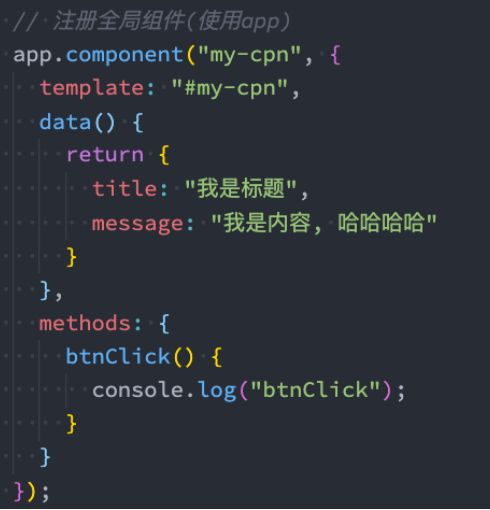 // 注册全局组件(使用app)
app.component("my-cpn", {
  template: "#my-cpn",
  data() {
    return {
      title: "我是标题",
      message: "我是内容, 哈哈哈哈"
    }
  },
  methods: {
    btnClick() {
      console.log("btnClick");
    }
  }
});